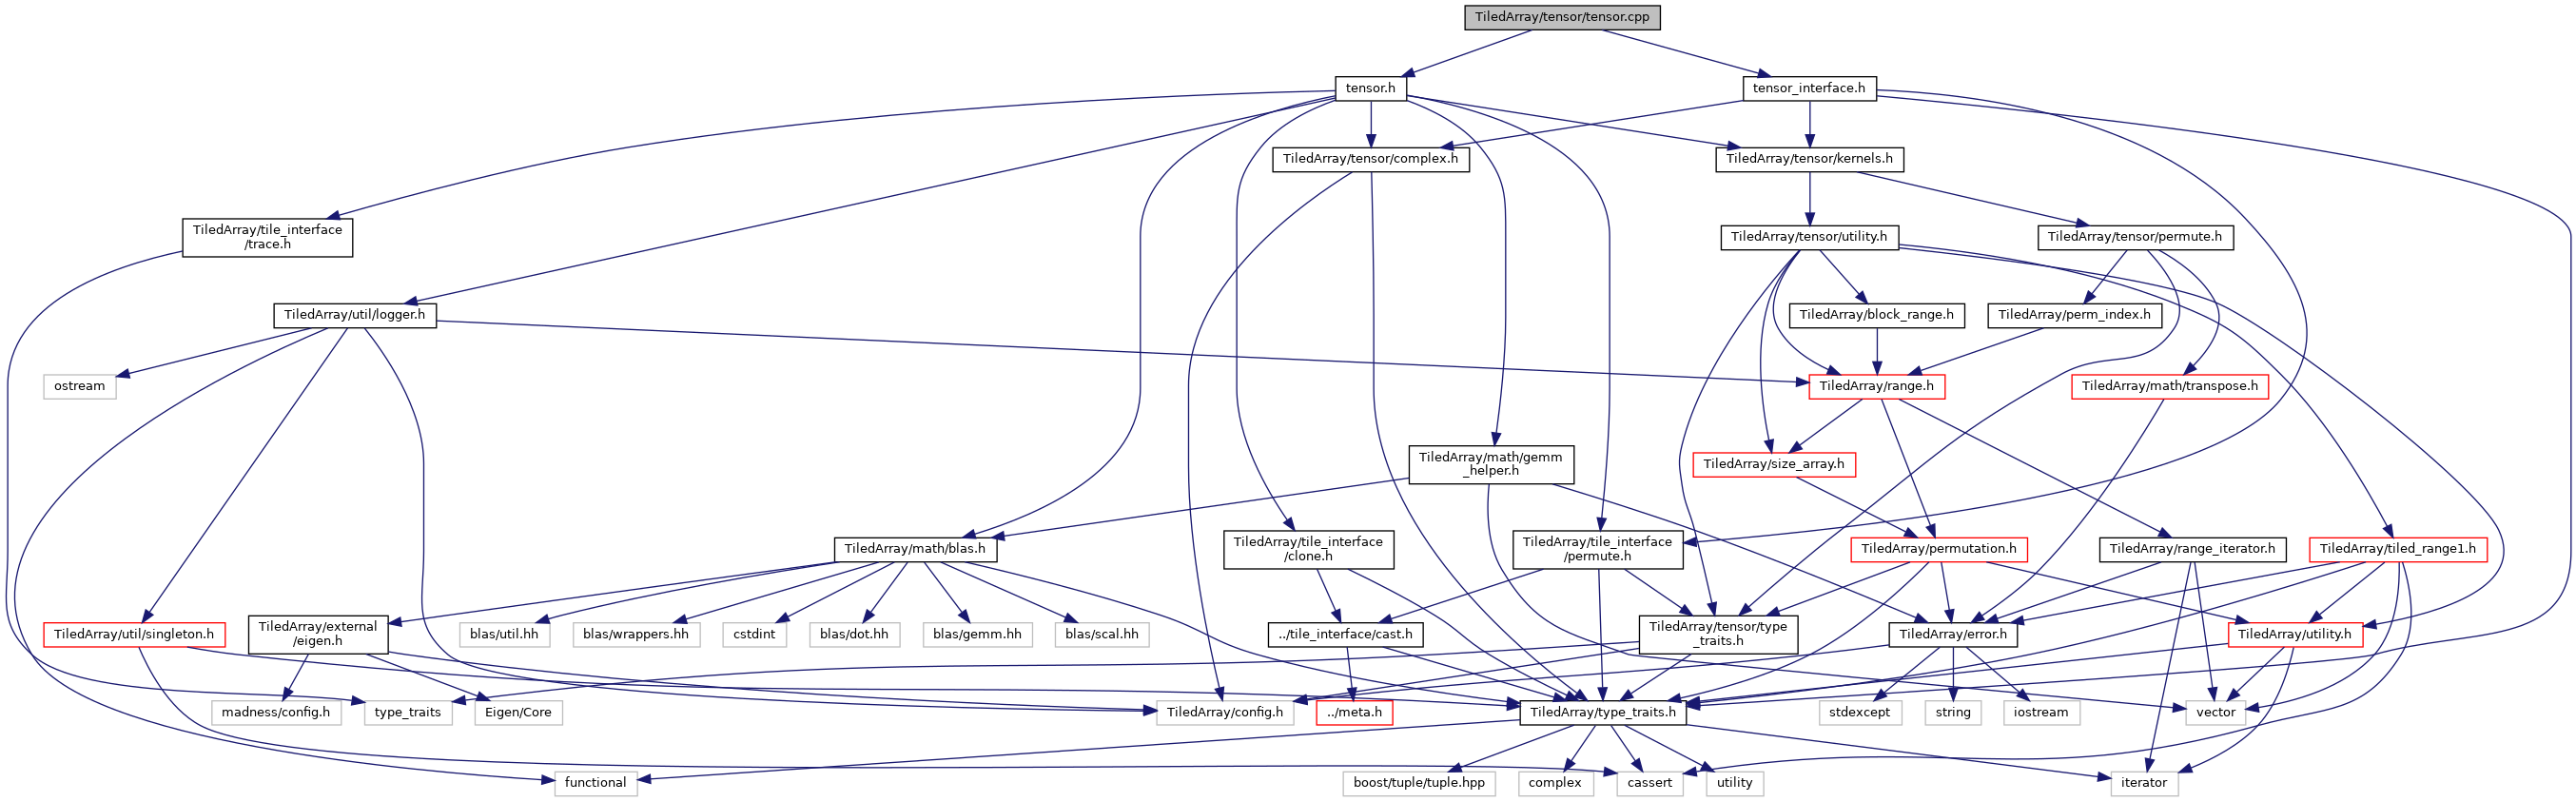 TiledArray/tensor/tensor.cpp
tensor.h
tensor_interface.h
TiledArray/tensor/complex.h
TiledArray/tensor/kernels.h
TiledArray/tile_interface
/trace.h
TiledArray/tensor/utility.h
TiledArray/tensor/permute.h
TiledArray/util/logger.h
TiledArray/block_range.h
TiledArray/perm_index.h
ostream
TiledArray/range.h
TiledArray/math/transpose.h
TiledArray/math/gemm
_helper.h
TiledArray/size_array.h
TiledArray/math/blas.h
TiledArray/tile_interface
/clone.h
TiledArray/tile_interface
/permute.h
TiledArray/permutation.h
TiledArray/range_iterator.h
TiledArray/tiled_range1.h
TiledArray/util/singleton.h
TiledArray/external
/eigen.h
blas/util.hh
blas/wrappers.hh
cstdint
blas/dot.hh
blas/gemm.hh
blas/scal.hh
../tile_interface/cast.h
TiledArray/tensor/type
_traits.h
TiledArray/error.h
TiledArray/utility.h
madness/config.h
type_traits
Eigen/Core
TiledArray/config.h
../meta.h
TiledArray/type_traits.h
stdexcept
string
iostream
vector
functional
boost/tuple/tuple.hpp
complex
cassert
utility
iterator